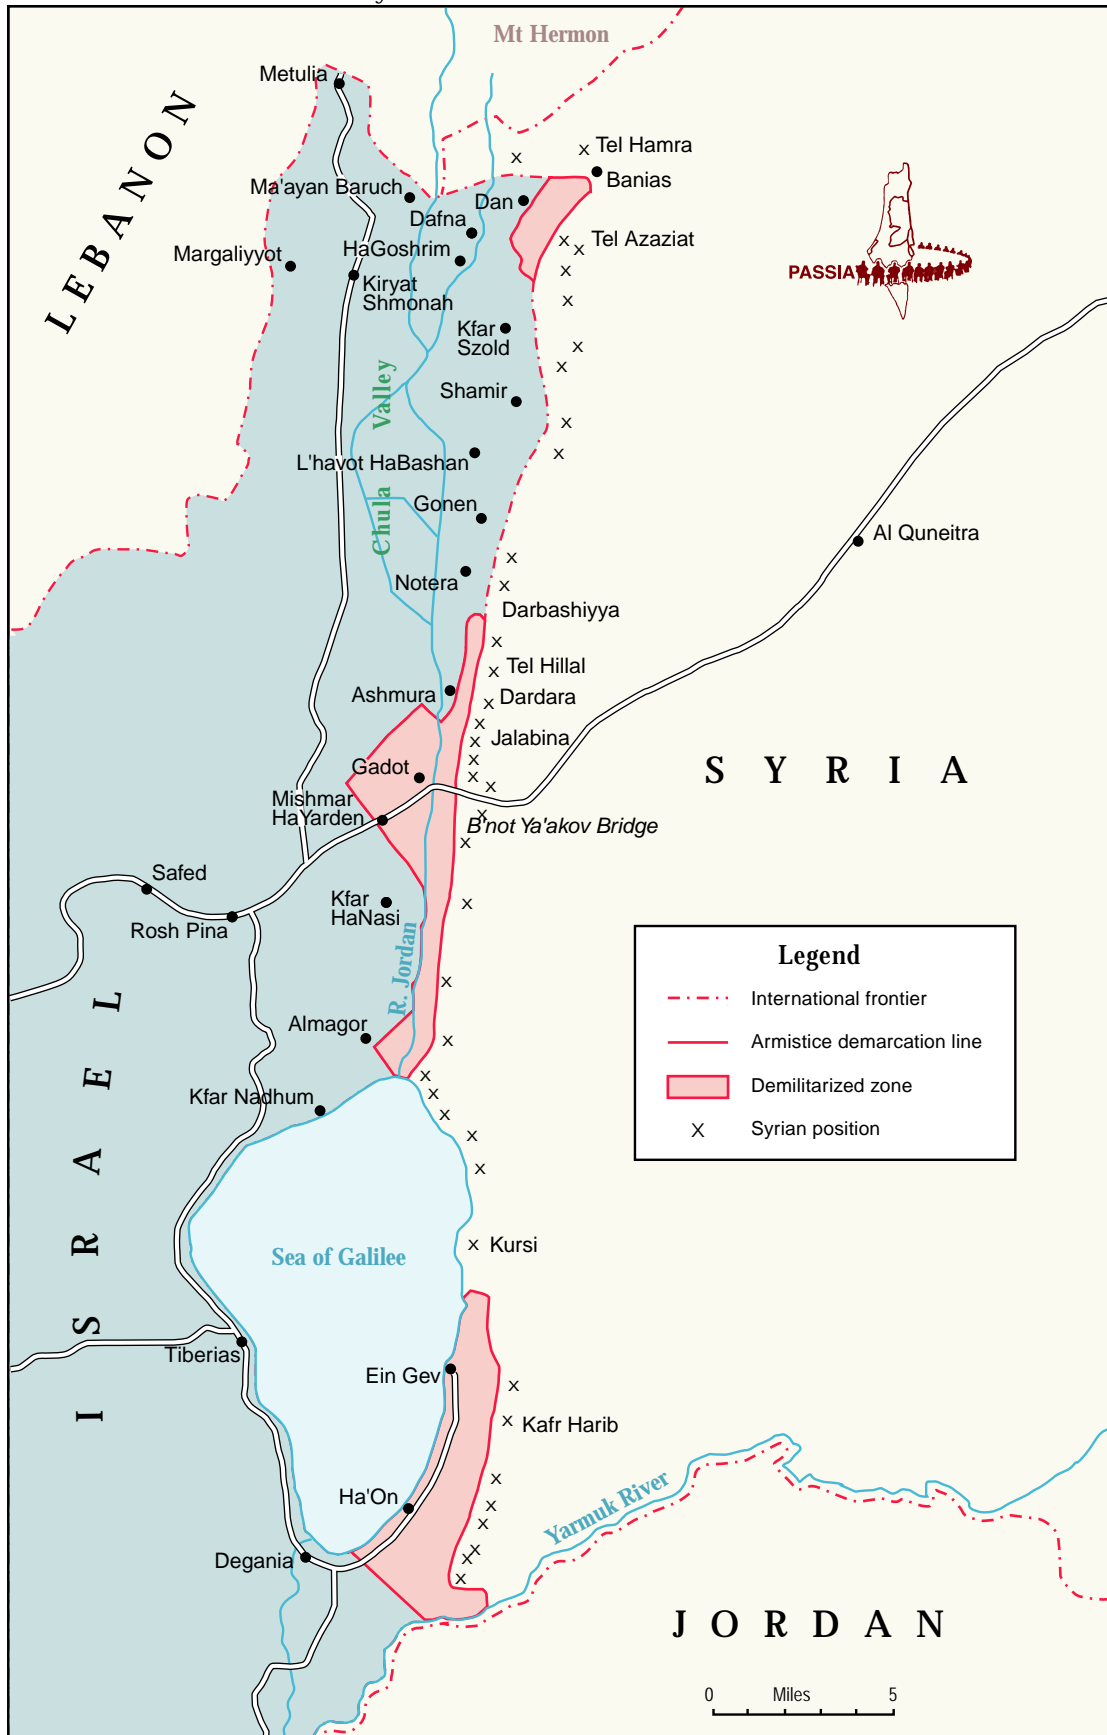 Mt Hermon
Metulia
LEBANON
Tel Hamra
Banias
Ma'ayan Baruch
Dan
Dafna
HaGoshrim
Tel Azaziat
Margaliyyot
Kiryat
Shmonah
PASSIA
Kfar
Szold
Chula Valley
Shamir
L'havot HaBashan
Gonen
Al Quneitra
Notera
Darbashiyya
Tel Hillal
Ashmura
Dardara
Jalabina
SYRIA
Gadot
Mishmar
HaYarden
B'not Ya'akov Bridge
Safed
Kfar
HaNasi
Rosh Pina
R. Jordan
ISRAEL
Almagor
Kfar Nadhum
Legend
International frontier
Armistice demarcation line
Demilitarized zone
X Syrian position
Sea of Galilee
Kursi
Tiberias
Ein Gev
Kafr Harib
Ha'On
Yarmuk River
Degania
JORDAN
0 Miles 5